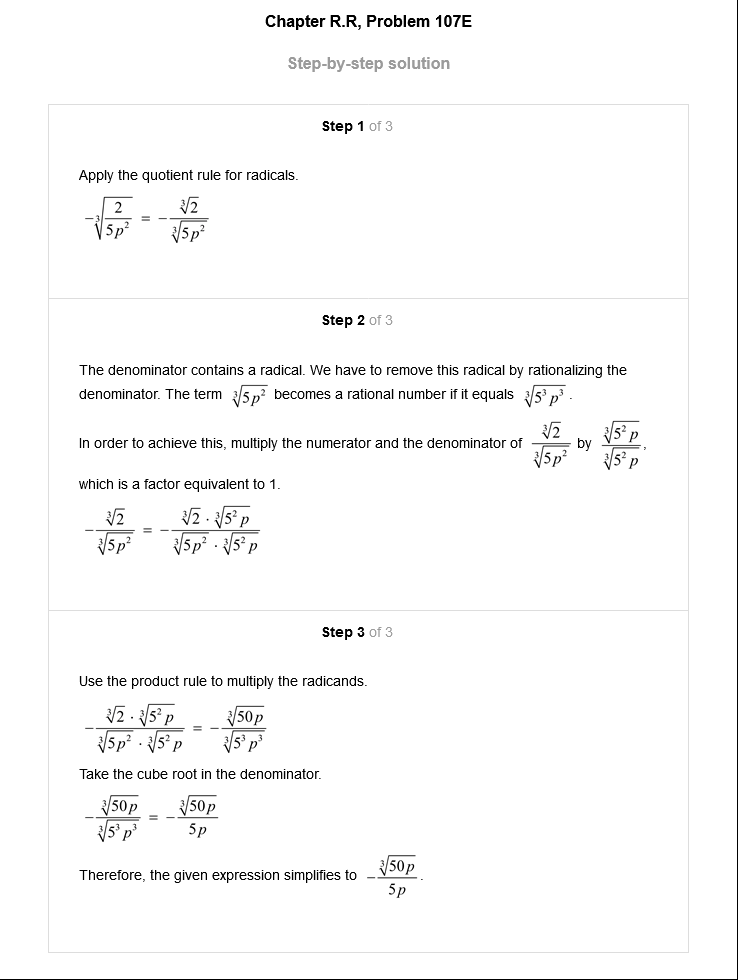 Chapter R.R, Problem 107E
Step-by-step solution
Step 1 of 3
Apply the quotient rule for radicals.
$-\sqrt[3]{\frac{2}{5p^2}} = -\frac{\sqrt[3]{2}}{\sqrt[3]{5p^2}}$
Step 2 of 3
The denominator contains a radical. We have to remove this radical by rationalizing the
denominator. The term $\sqrt[3]{5p^2}$ becomes a rational number if it equals $\sqrt[3]{5^3 p^3}$.
In order to achieve this, multiply the numerator and the denominator of $\frac{\sqrt[3]{2}}{\sqrt[3]{5p^2}}$ by $\frac{\sqrt[3]{5^2 p}}{\sqrt[3]{5^2 p}}$,
which is a factor equivalent to 1.
$-\frac{\sqrt[3]{2}}{\sqrt[3]{5p^2}} = -\frac{\sqrt[3]{2} \cdot \sqrt[3]{5^2 p}}{\sqrt[3]{5p^2} \cdot \sqrt[3]{5^2 p}}$
Step 3 of 3
Use the product rule to multiply the radicands.
$-\frac{\sqrt[3]{2} \cdot \sqrt[3]{5^2 p}}{\sqrt[3]{5p^2} \cdot \sqrt[3]{5^2 p}} = -\frac{\sqrt[3]{50p}}{\sqrt[3]{5^3 p^3}}$
Take the cube root in the denominator.
$-\frac{\sqrt[3]{50p}}{\sqrt[3]{5^3 p^3}} = -\frac{\sqrt[3]{50p}}{5p}$
Therefore, the given expression simplifies to $-\frac{\sqrt[3]{50p}}{5p}$.